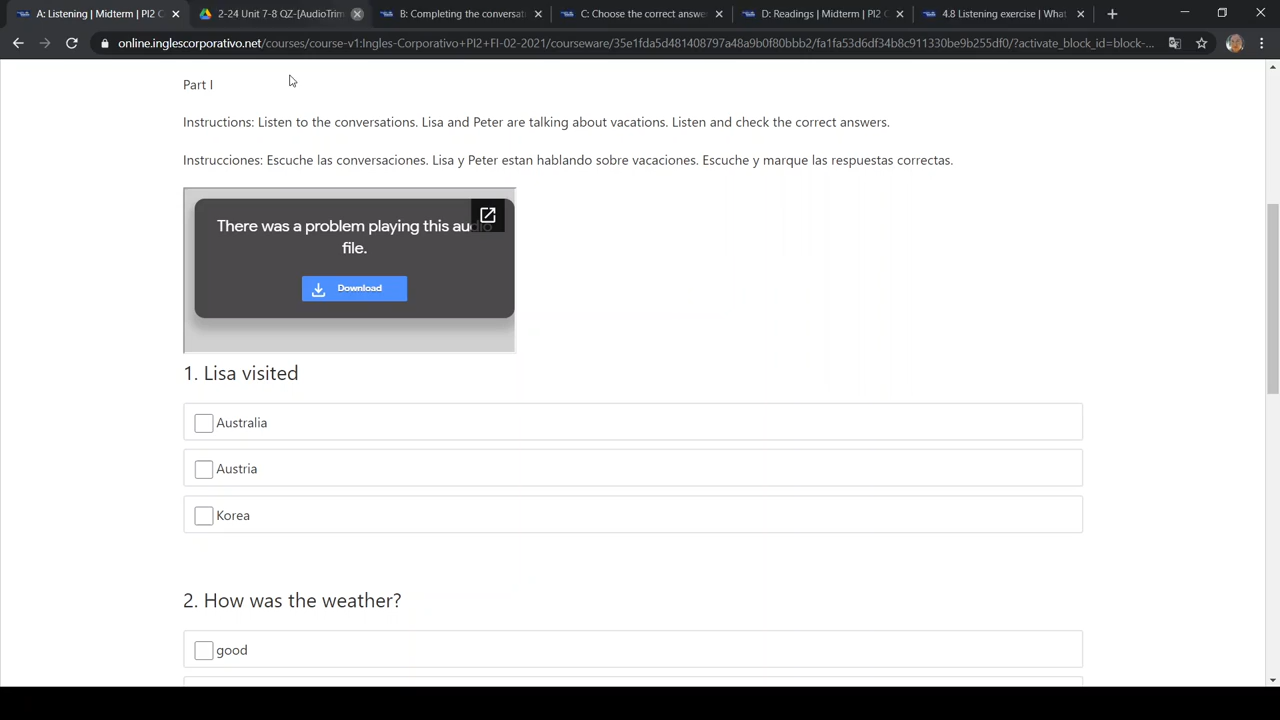 A: Listening | Midterm | PI2 C
2-24 Unit 7-8 QZ-[AudioTrim
B: Completing the conversat
C: Choose the correct answe
D: Readings | Midterm | PI2 C
4.8 Listening exercise | What
online.inglescorporativo.net/courses/course-v1:Ingles-Corporativo+PI2+FI-02-2021/courseware/35e1fda5d481408797a48a9b0f80bbb2/fa1fa53d6df34b8c911330be9b255df0/?activate_block_id=block-...
Part I
Instructions: Listen to the conversations. Lisa and Peter are talking about vacations. Listen and check the correct answers.
Instrucciones: Escuche las conversaciones. Lisa y Peter estan hablando sobre vacaciones. Escuche y marque las respuestas correctas.
There was a problem playing this audio
file.
Download
1. Lisa visited
Australia
Austria
Korea
2. How was the weather?
good